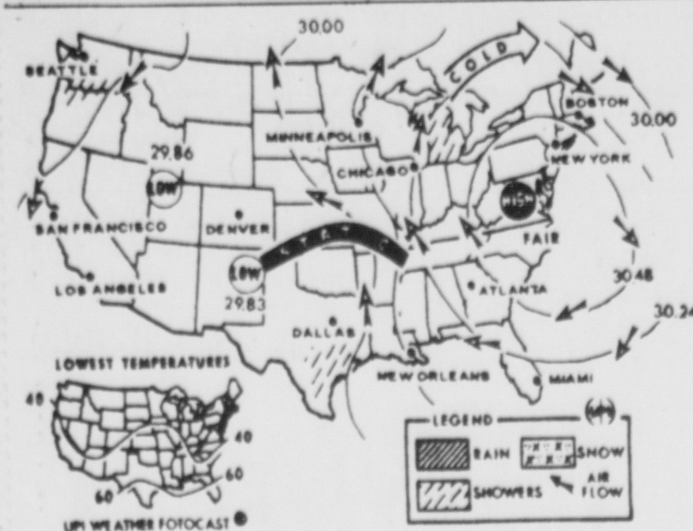 30.00
COLD
SEATTLE
BOSTON
30.00
MINNEAPOLIS
29.86
CHICAGO
NEW YORK
LOW
HIGH
SAN FRANCISCO
DENVER
STATIC
FAIR
LOW
30.48
LOS ANGELES
29.83
ATLANTA
30.24
DALLAS
LOWEST TEMPERATURES
NEW ORLEANS
MIAMI
40
LEGEND
40
RAIN
SNOW
60
60
SHOWERS
AIR
FLOW
UPI WEATHER FOTOCAST ®